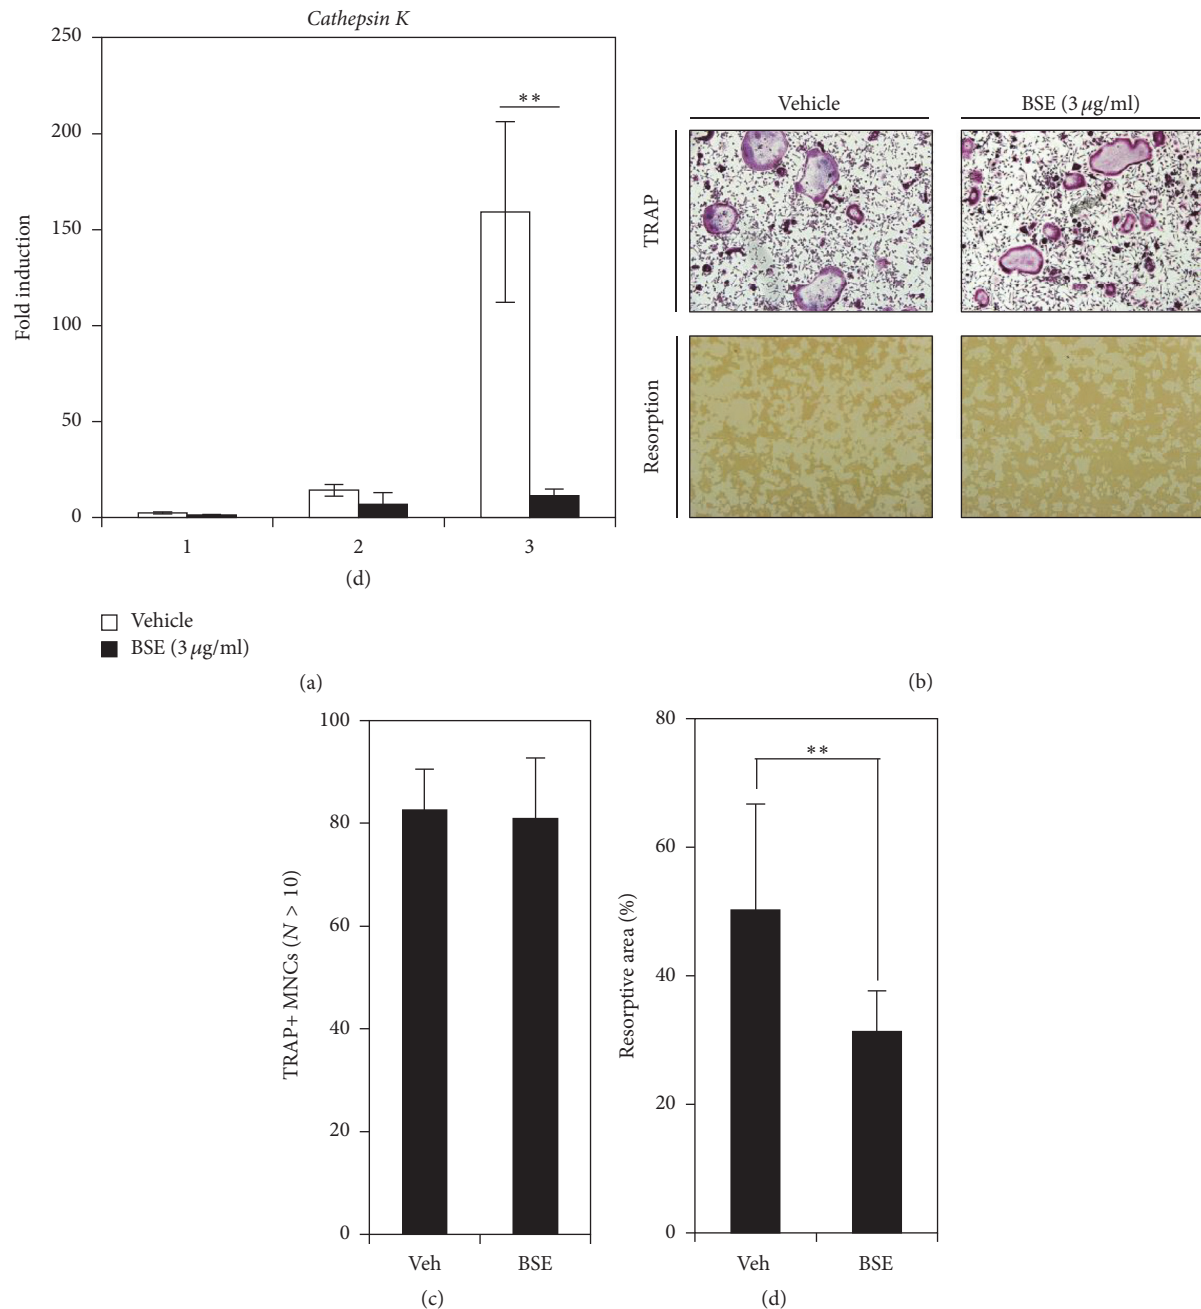 Cathepsin K
250
200
150
100
50
0
Fold induction
**
1 2 3
(d)
Vehicle
BSE (3 μg/ml)
(a)
Vehicle BSE (3 μg/ml)
TRAP
Resorption
(b)
100
80
60
40
20
0
TRAP+ MNCs (N > 10)
Veh BSE
(c)
80
60
40
20
0
Resorptive area (%)
**
Veh BSE
(d)